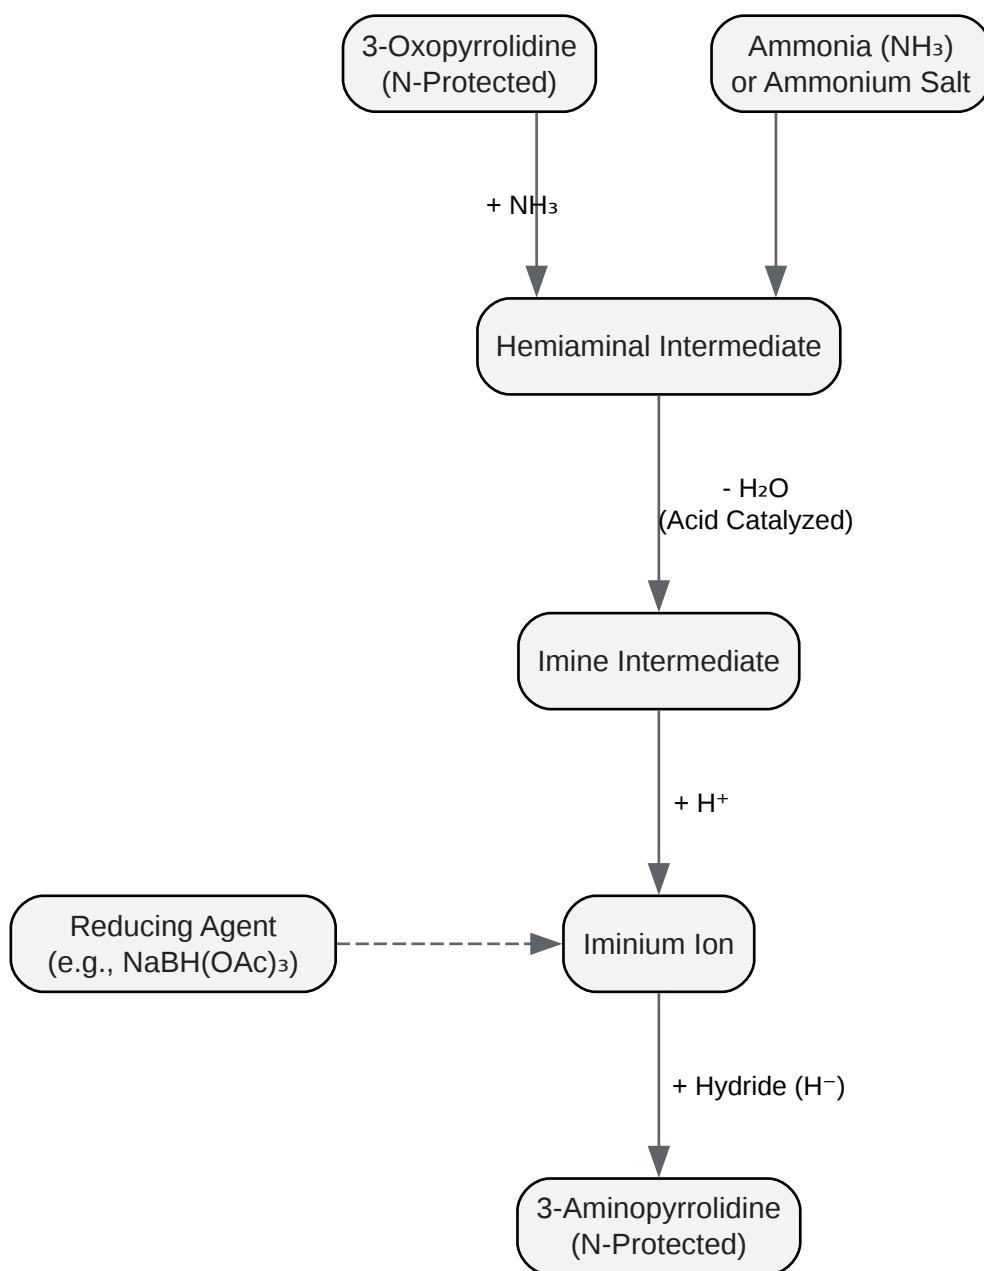 3-Oxopyrrolidine
(N-Protected)
Ammonia (NH₃)
or Ammonium Salt
+ NH₃
Hemiaminal Intermediate
- H₂O
(Acid Catalyzed)
Imine Intermediate
+ H⁺
Reducing Agent
(e.g., NaBH(OAc)₃)
Iminium Ion
+ Hydride (H⁻)
3-Aminopyrrolidine
(N-Protected)